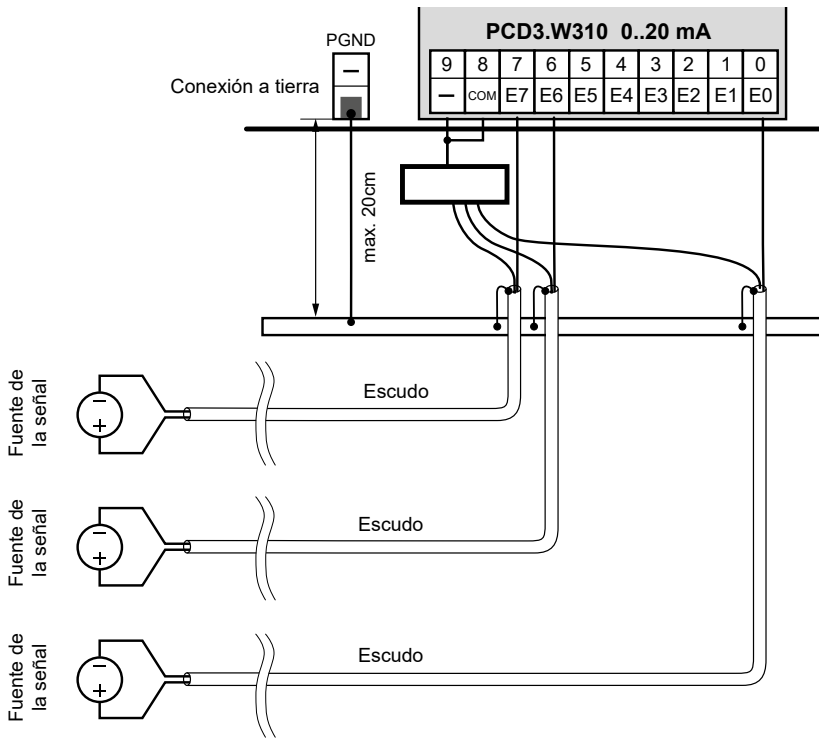 PCD3.W310 0..20 mA
PGND
9 8 7 6 5 4 3 2 1 0
–
– COM E7 E6 E5 E4 E3 E2 E1 E0
Conexión a tierra
max. 20cm
Escudo
Fuente de
la señal
–
+
Escudo
Fuente de
la señal
–
+
Escudo
Fuente de
la señal
–
+